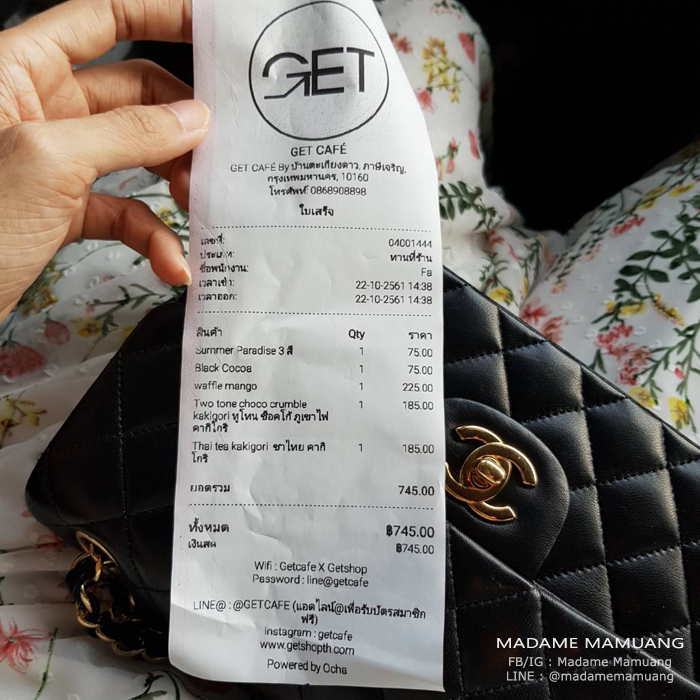 GET
GET CAFÉ
GET CAFÉ By บ้านตะเกียงดาว, ภาษีเจริญ,
กรุงเทพมหานคร, 10160
โทรศัพท์: 0868908898
ใบเสร็จ
เลขที่: 04001444
ประเภท: ทานที่ร้าน
ชื่อพนักงาน: Fa
เวลาเข้า: 22-10-2561 14:38
เวลาออก: 22-10-2561 14:38
สินค้า Qty ราคา
Summer Paradise 3 สี 1 75.00
Black Cocoa 1 75.00
waffle mango 1 225.00
Two tone choco crumble 1 185.00
kakigori ทูโทน ช็อคโก้ ภูเขาไฟ
คากิโกริ
Thai tea kakigori ชาไทย คากิ 1 185.00
โกริ
ยอดรวม 745.00
ทั้งหมด ฿745.00
เงินสด ฿745.00
Wifi : Getcafe X Getshop
Password : line@getcafe
LINE@ : @GETCAFE (แอดไลน์@เพื่อรับบัตรสมาชิก
ฟรี)
instagram : getcafe
www.getshopth.com
Powered by Ocha
MADAME MAMUANG
FB/IG : Madame Mamuang
LINE : @madamemamuang